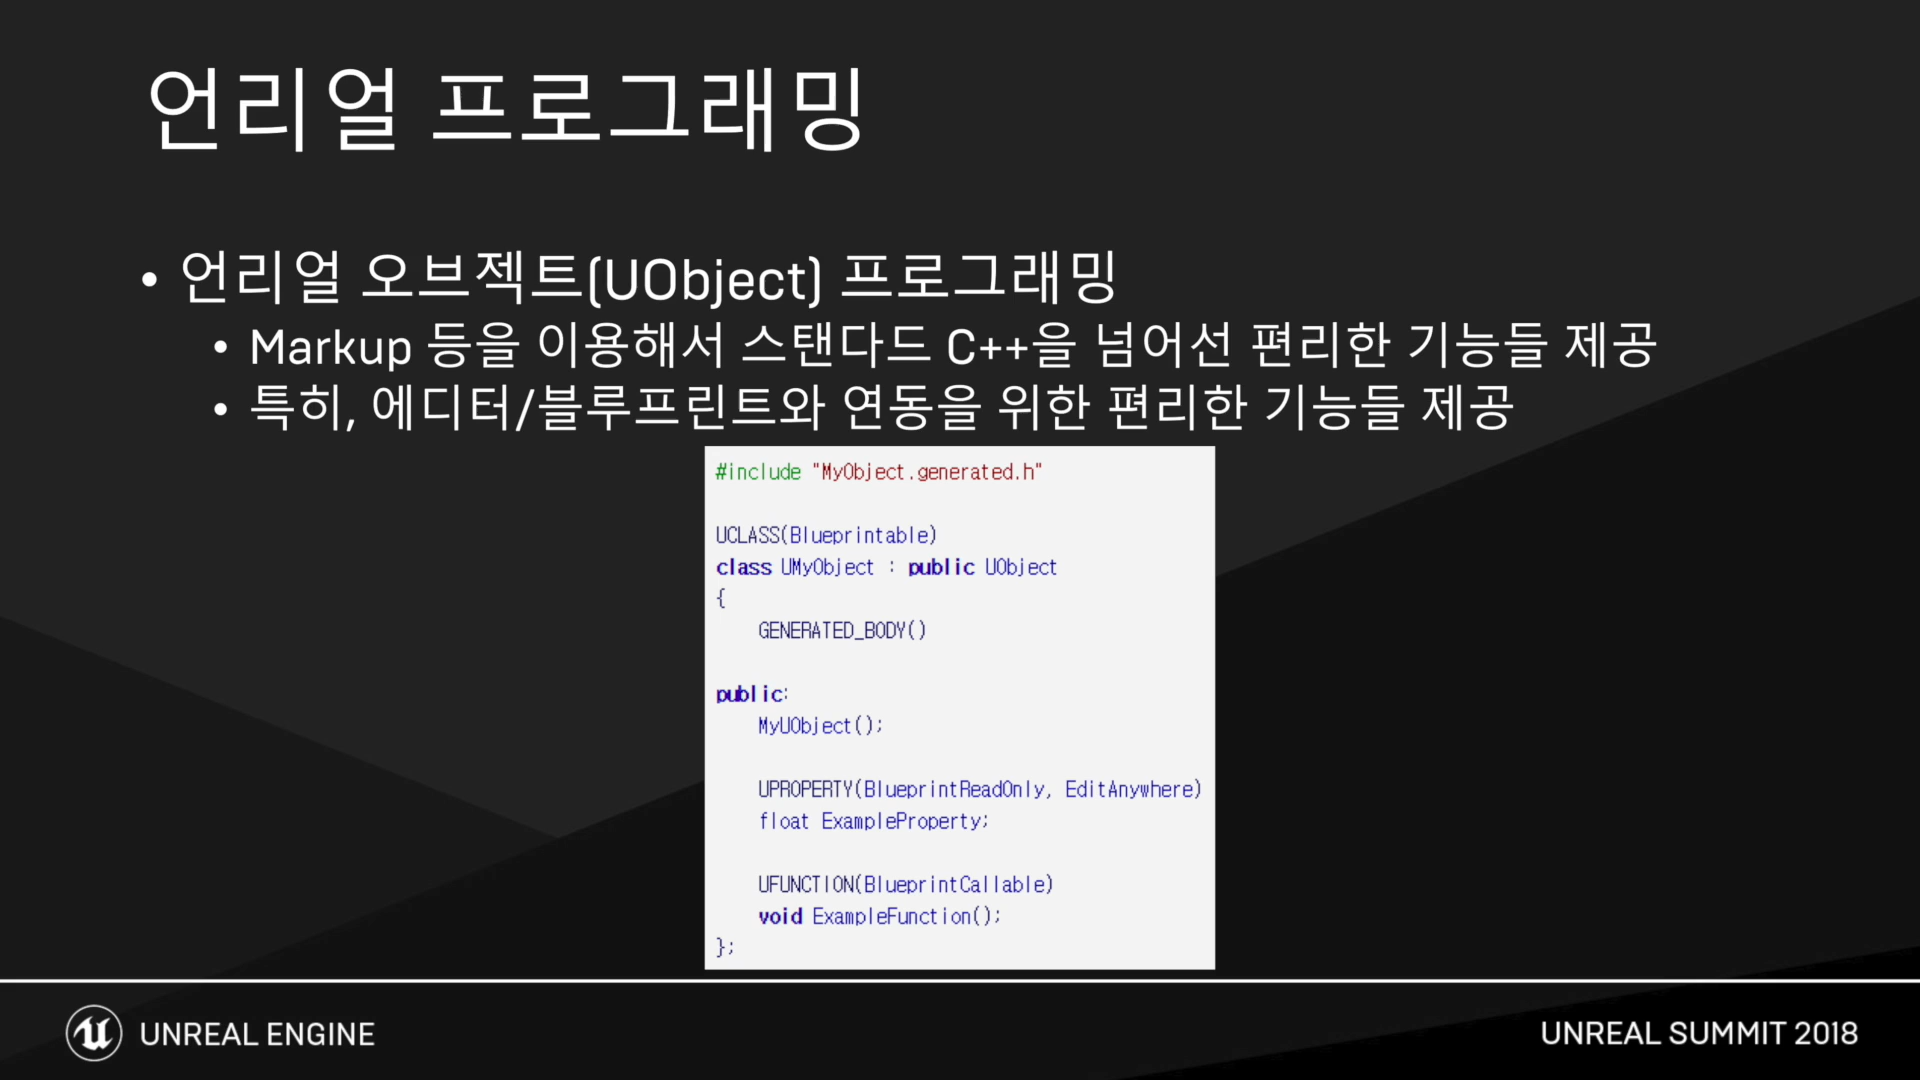 언리얼 프로그래밍
• 언리얼 오브젝트(UObject) 프로그래밍
• Markup 등을 이용해서 스탠다드 C++을 넘어선 편리한 기능들 제공
• 특히, 에디터/블루프린트와 연동을 위한 편리한 기능들 제공
#include "MyObject.generated.h"
UCLASS(Blueprintable)
class UMyObject : public UObject
{
GENERATED_BODY()
public:
MyUObject();
UPROPERTY(BlueprintReadOnly, EditAnywhere)
float ExampleProperty;
UFUNCTION(BlueprintCallable)
void ExampleFunction();
};
UNREAL ENGINE
UNREAL SUMMIT 2018